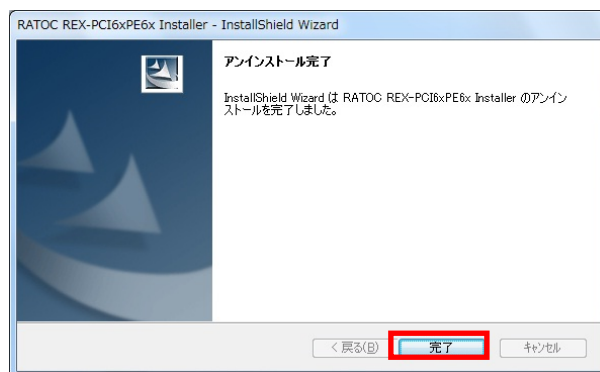 RATOC REX-PCI6xPE6x Installer - InstallShield Wizard
アンインストール完了
InstallShield Wizard は RATOC REX-PCI6xPE6x Installer のアンイン
ストールを完了しました。
< 戻る(B)
完了
キャンセル